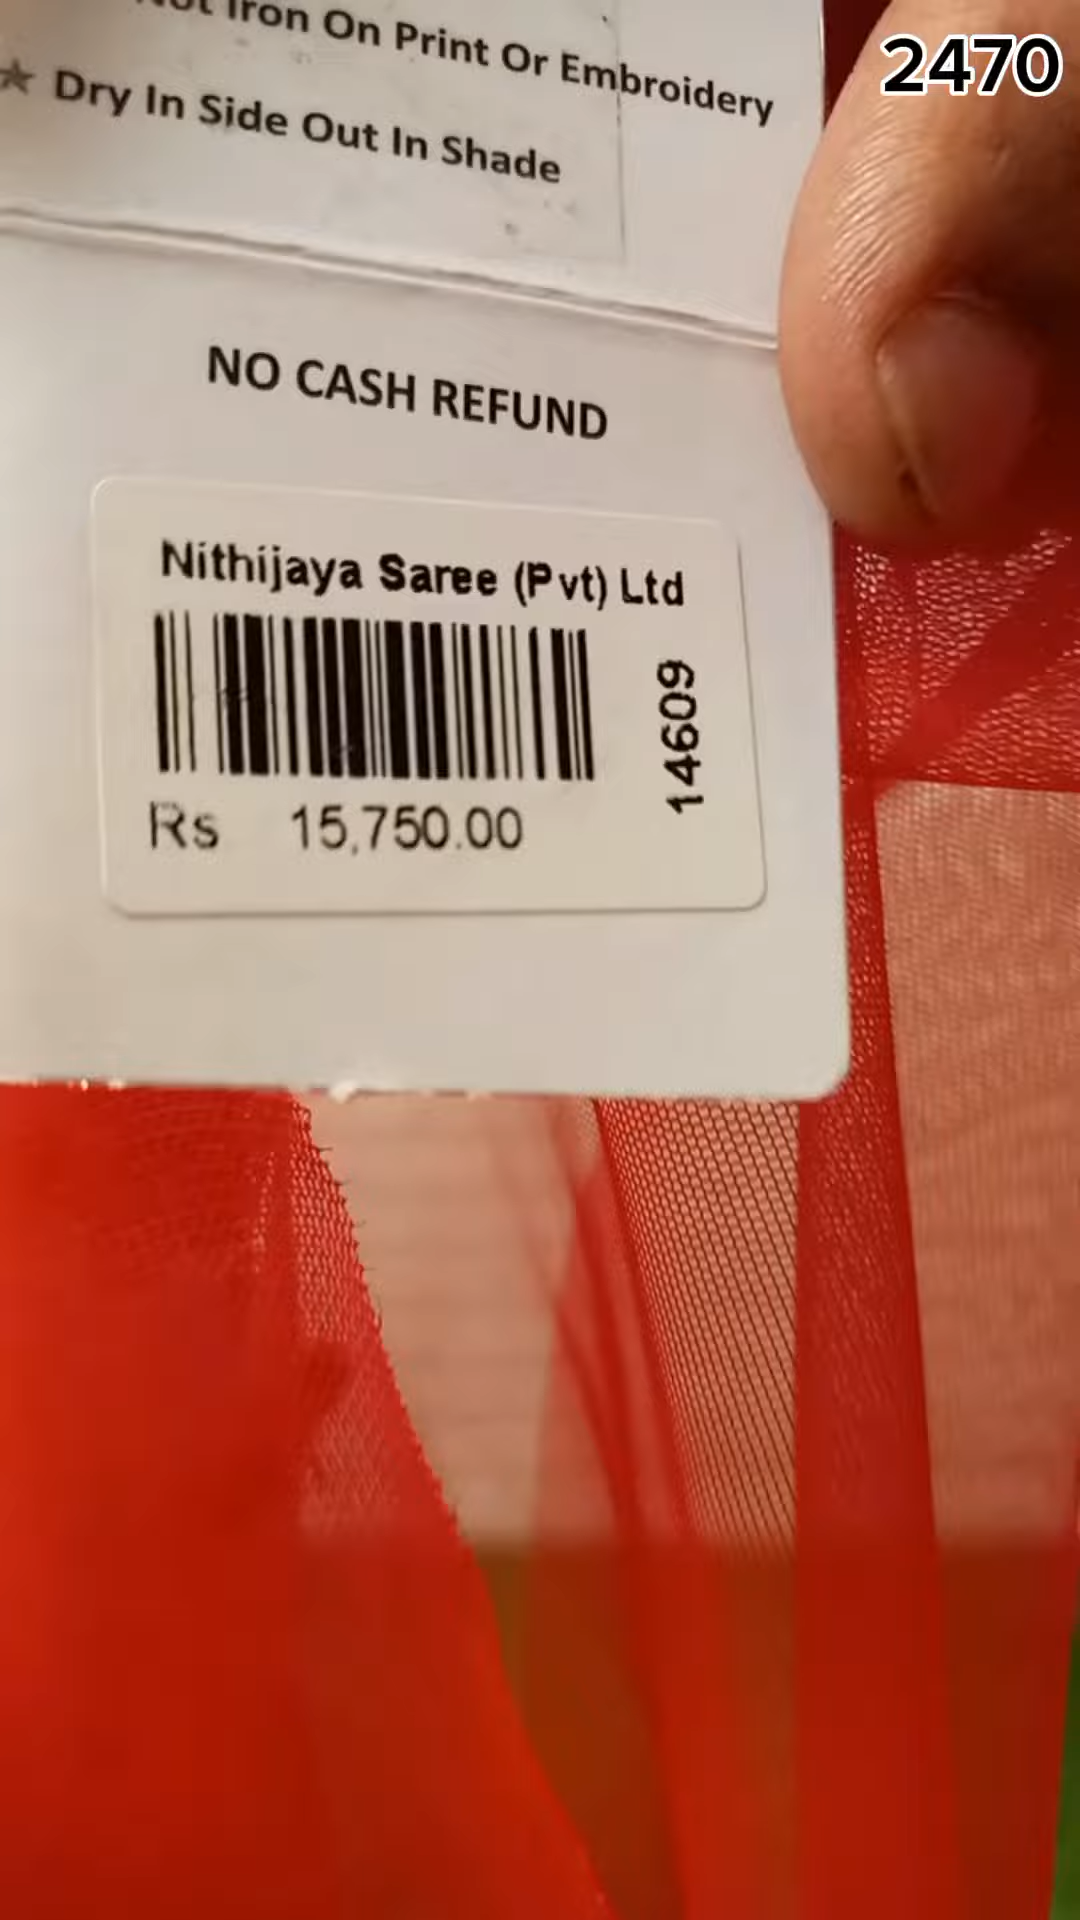 2470
Iron On Print Or Embroidery
★ Dry In Side Out In Shade
NO CASH REFUND
Nithijaya Saree (Pvt) Ltd
14609
Rs 15,750.00